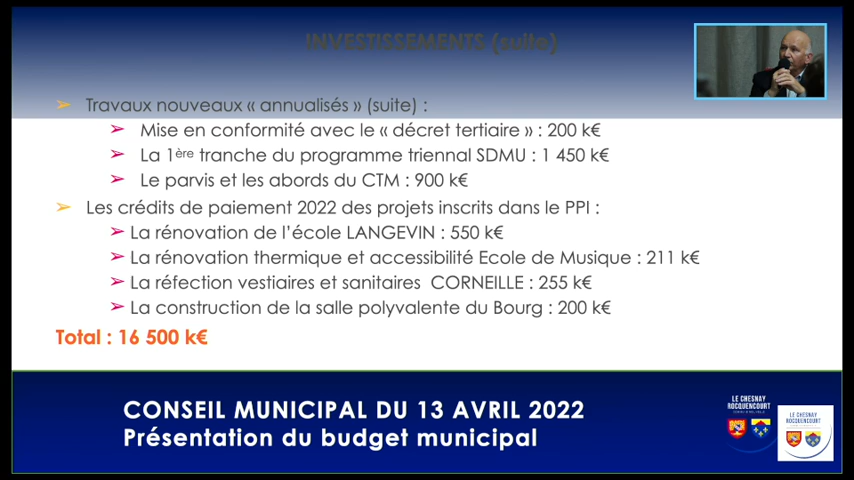 INVESTISSEMENTS (suite)
➢ Travaux nouveaux « annualisés » (suite) :
➢ Mise en conformité avec le « décret tertiaire » : 200 k€
➢ La 1ère tranche du programme triennal SDMU : 1 450 k€
➢ Le parvis et les abords du CTM : 900 k€
➢ Les crédits de paiement 2022 des projets inscrits dans le PPI :
➢ La rénovation de l’école LANGEVIN : 550 k€
➢ La rénovation thermique et accessibilité Ecole de Musique : 211 k€
➢ La réfection vestiaires et sanitaires CORNEILLE : 255 k€
➢ La construction de la salle polyvalente du Bourg : 200 k€
Total : 16 500 k€
CONSEIL MUNICIPAL DU 13 AVRIL 2022
Présentation du budget municipal
LE CHESNAY
ROCQUENCOURT
LE CHESNAY
ROCQUENCOURT